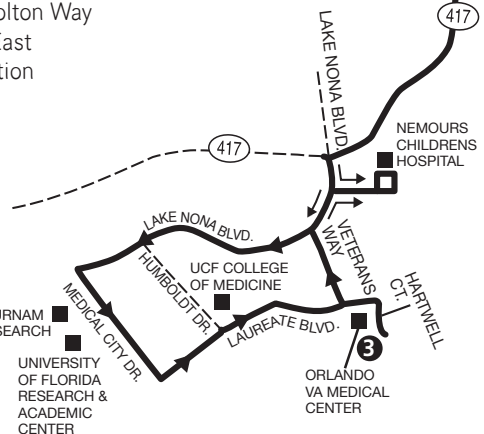 olton Way
East
tion
417
LAKE NONA BLVD.
NEMOURS
CHILDRENS
HOSPITAL
417
LAKE NONA BLVD.
VETERANS
WAY
HUMBOLDT DR.
UCF COLLEGE
OF MEDICINE
HARTWELL
CT.
MEDICAL CITY DR.
LAUREATE BLVD.
URNAM
SEARCH
3
UNIVERSITY
OF FLORIDA
RESEARCH &
ACADEMIC
CENTER
ORLANDO
VA MEDICAL
CENTER